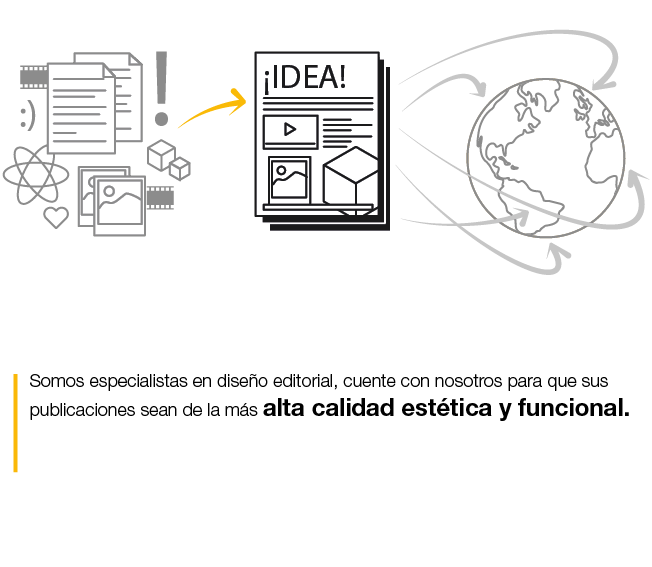 ¡IDEA!
Somos especialistas en diseño editorial, cuente con nosotros para que sus
publicaciones sean de la más alta calidad estética y funcional.